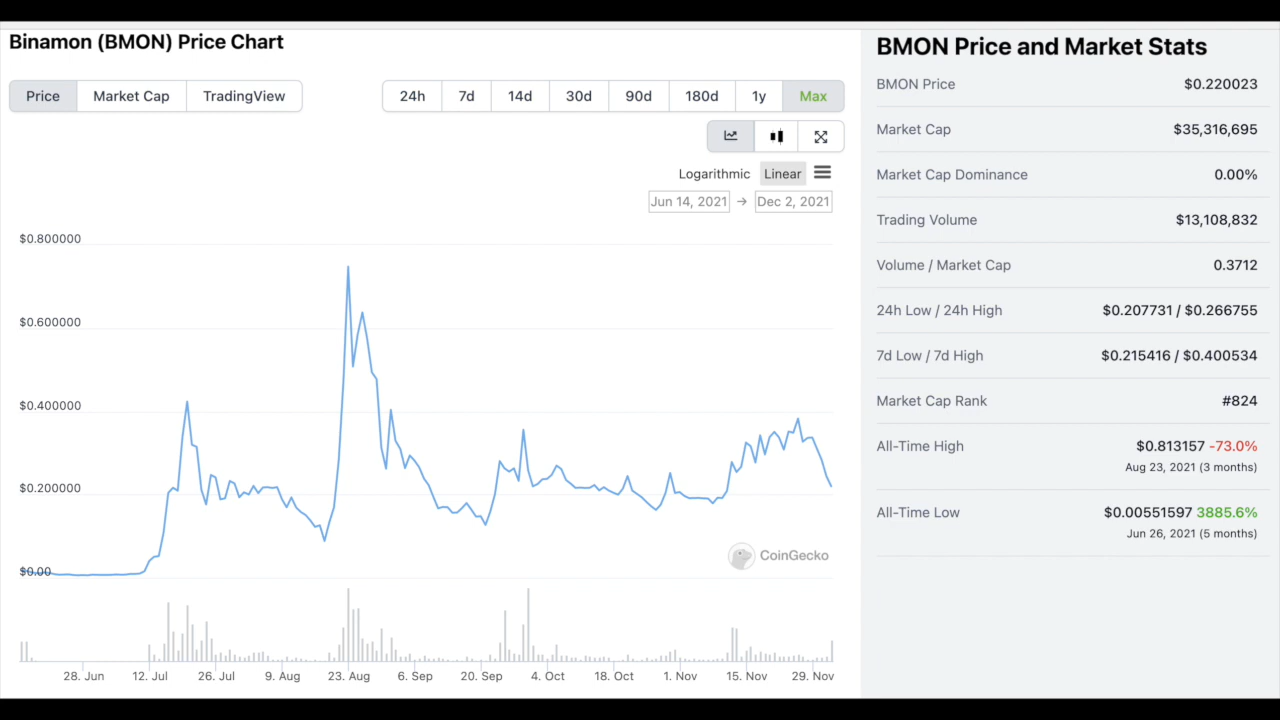 Binamon (BMON) Price Chart
Price Market Cap TradingView
24h 7d 14d 30d 90d 180d 1y Max
Logarithmic Linear
Jun 14, 2021 → Dec 2, 2021
$0.800000
$0.600000
$0.400000
$0.200000
$0.00
CoinGecko
28. Jun 12. Jul 26. Jul 9. Aug 23. Aug 6. Sep 20. Sep 4. Oct 18. Oct 1. Nov 15. Nov 29. Nov
BMON Price and Market Stats
BMON Price $0.220023
Market Cap $35,316,695
Market Cap Dominance 0.00%
Trading Volume $13,108,832
Volume / Market Cap 0.3712
24h Low / 24h High $0.207731 / $0.266755
7d Low / 7d High $0.215416 / $0.400534
Market Cap Rank #824
All-Time High $0.813157 -73.0%
Aug 23, 2021 (3 months)
All-Time Low $0.00551597 3885.6%
Jun 26, 2021 (5 months)